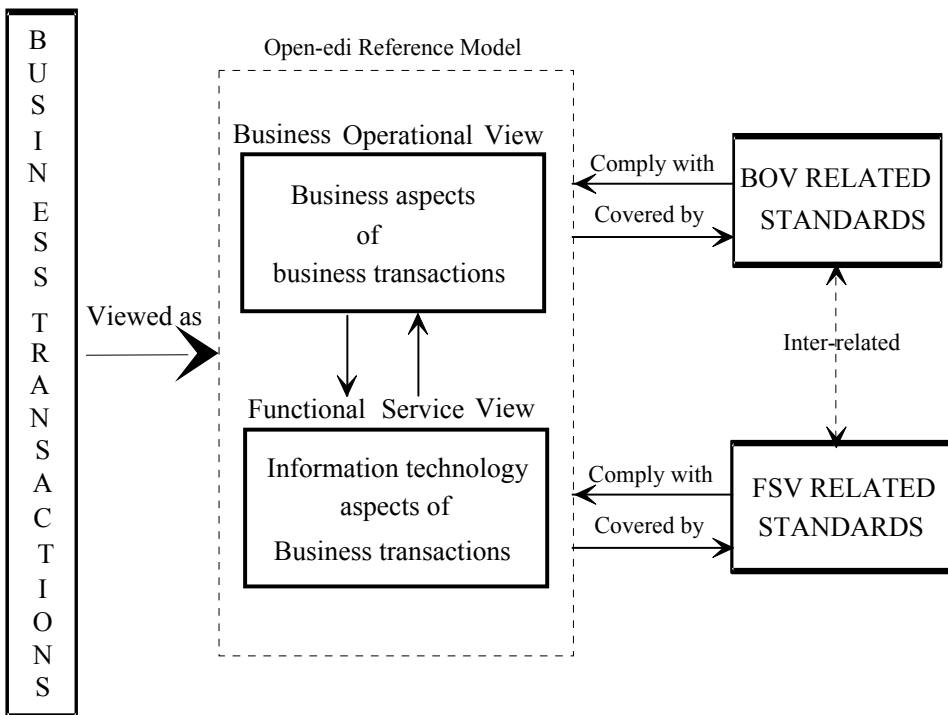 BUSINESS TRANSACTIONS
Open-edi Reference Model
Business Operational View
Business aspects
of
business transactions
Viewed as
Functional Service View
Information technology
aspects of
Business transactions
Comply with
Covered by
BOV RELATED
STANDARDS
Inter-related
Comply with
Covered by
FSV RELATED
STANDARDS